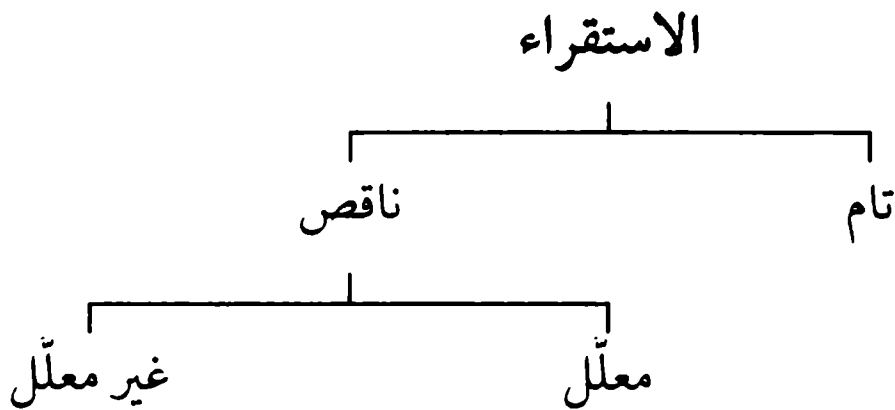 الاستقراء
تام ناقص
معلّل غير معلّل